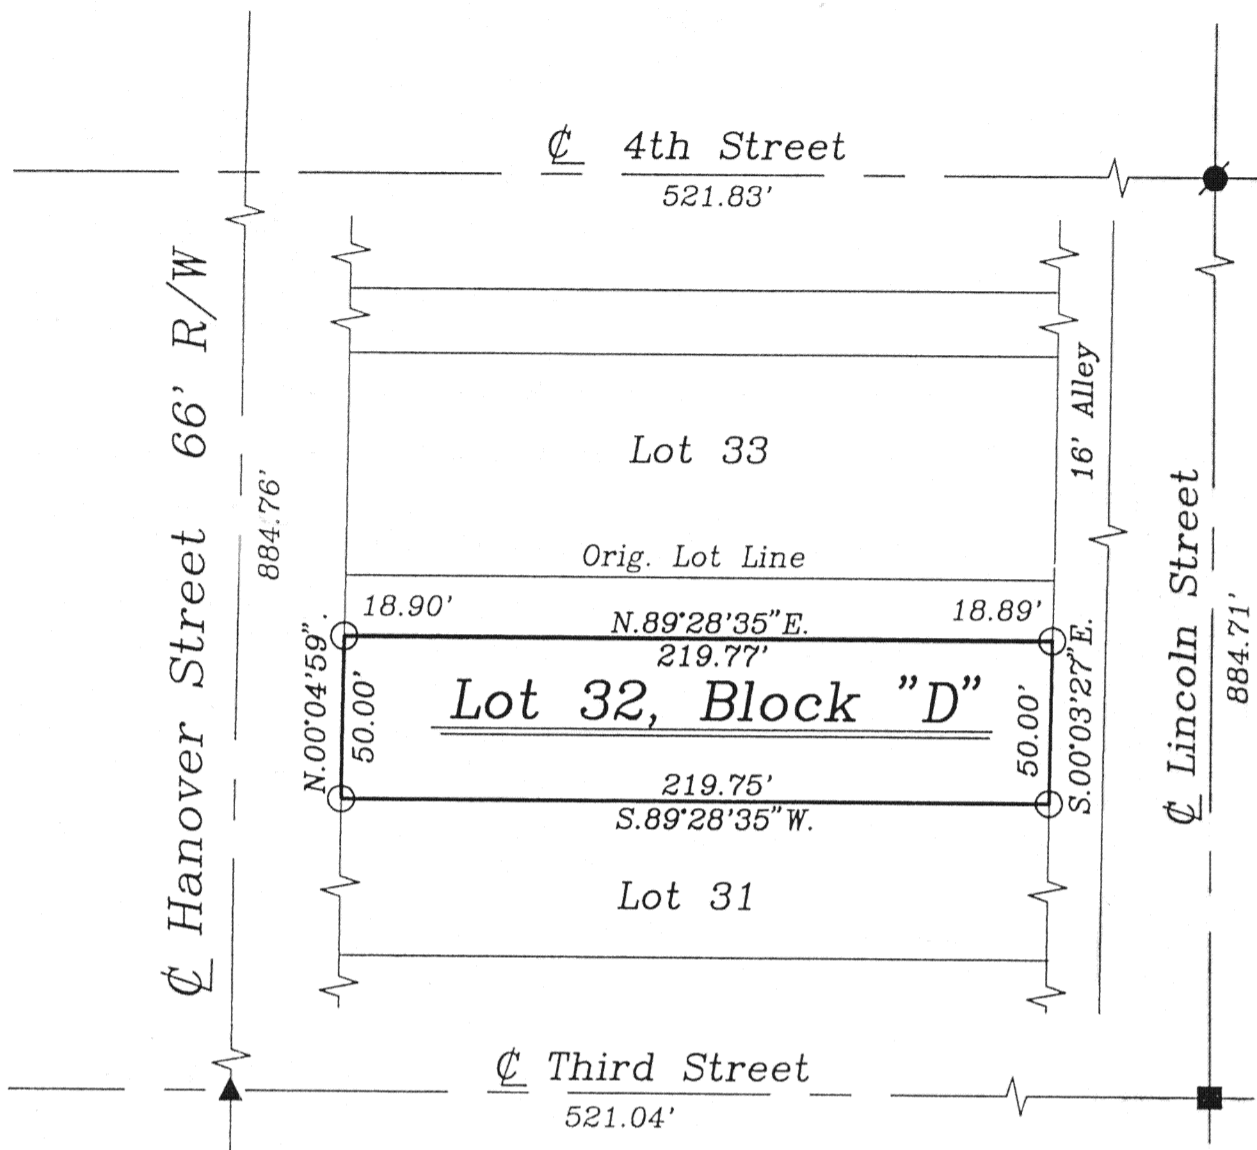 ℄ 4th Street
521.83'
℄ Hanover Street 66' R/W
884.76'
16' Alley
Lot 33
℄ Lincoln Street
884.71'
Orig. Lot Line
18.90'
18.89'
N.89°28'35"E.
219.77'
N.00°04'59".
50.00'
Lot 32, Block "D"
50.00'
S.00°03'27"E.
219.75'
S.89°28'35"W.
Lot 31
℄ Third Street
521.04'